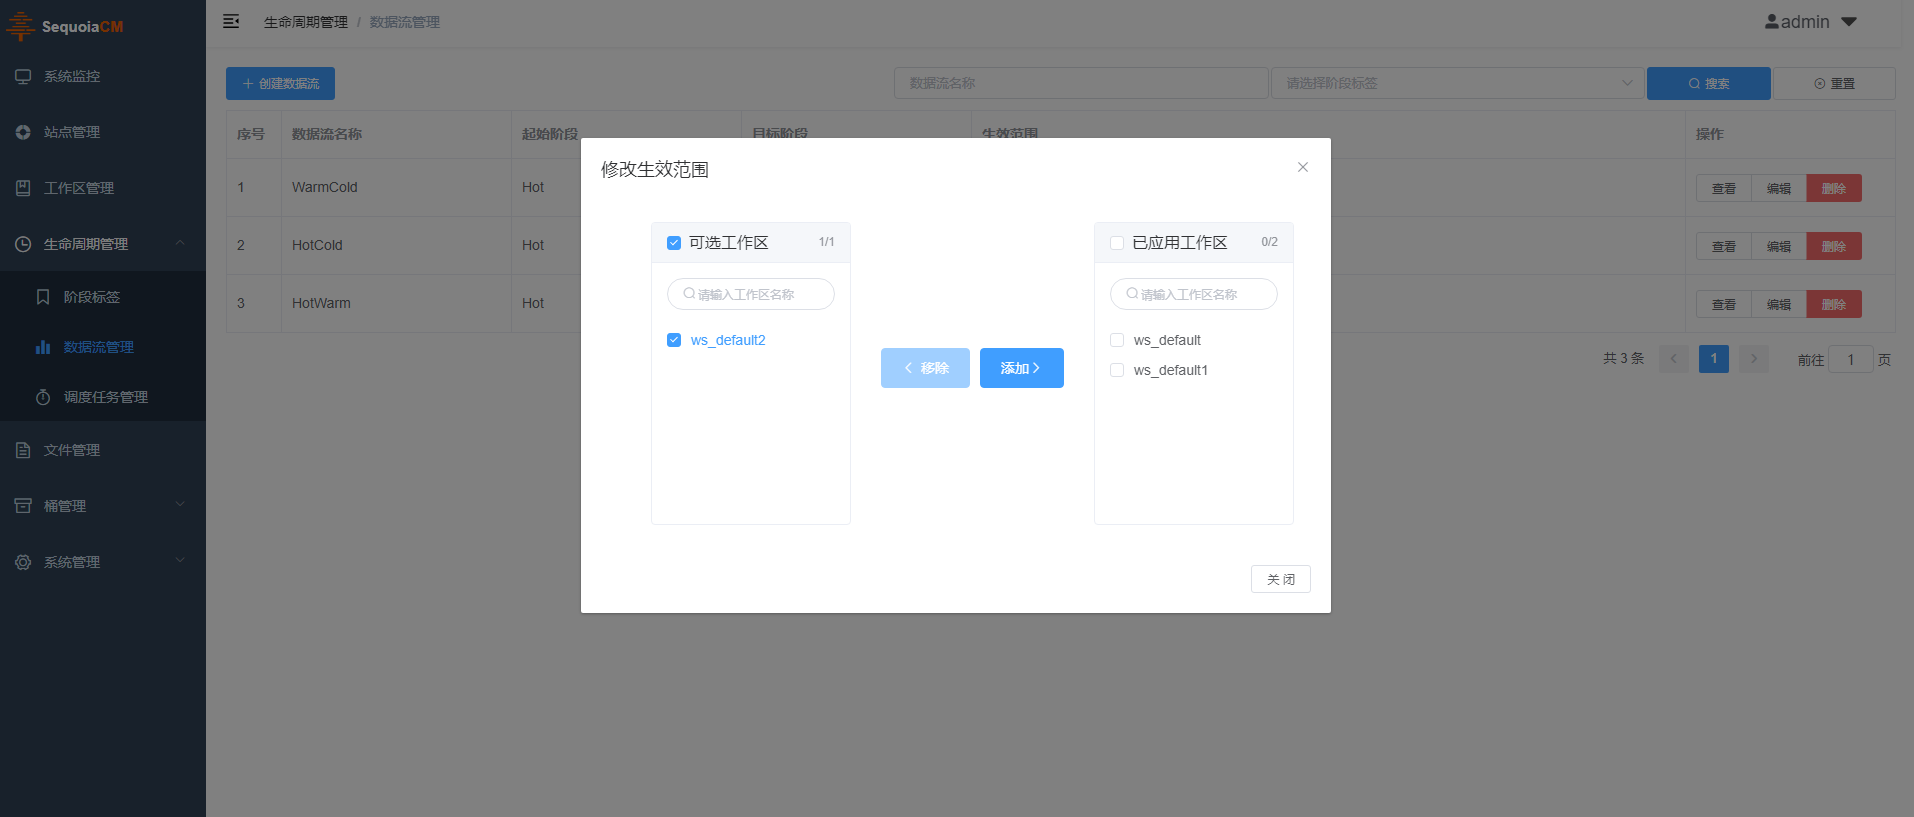 SequoiaCM
系统监控
站点管理
工作区管理
生命周期管理
阶段标签
数据流管理
调度任务管理
文件管理
桶管理
系统管理
生命周期管理 / 数据流管理
admin
创建数据流
数据流名称
请选择阶段标签
搜索
重置
序号 数据流名称 起始阶段 目标阶段 生效范围 操作
1 WarmCold Hot 查看 编辑 删除
2 HotCold Hot 查看 编辑 删除
3 HotWarm Hot 查看 编辑 删除
共 3 条 1 前往 1 页
修改生效范围
可选工作区 1/1
请输入工作区名称
ws_default2
移除
添加
已应用工作区 0/2
请输入工作区名称
ws_default
ws_default1
关 闭